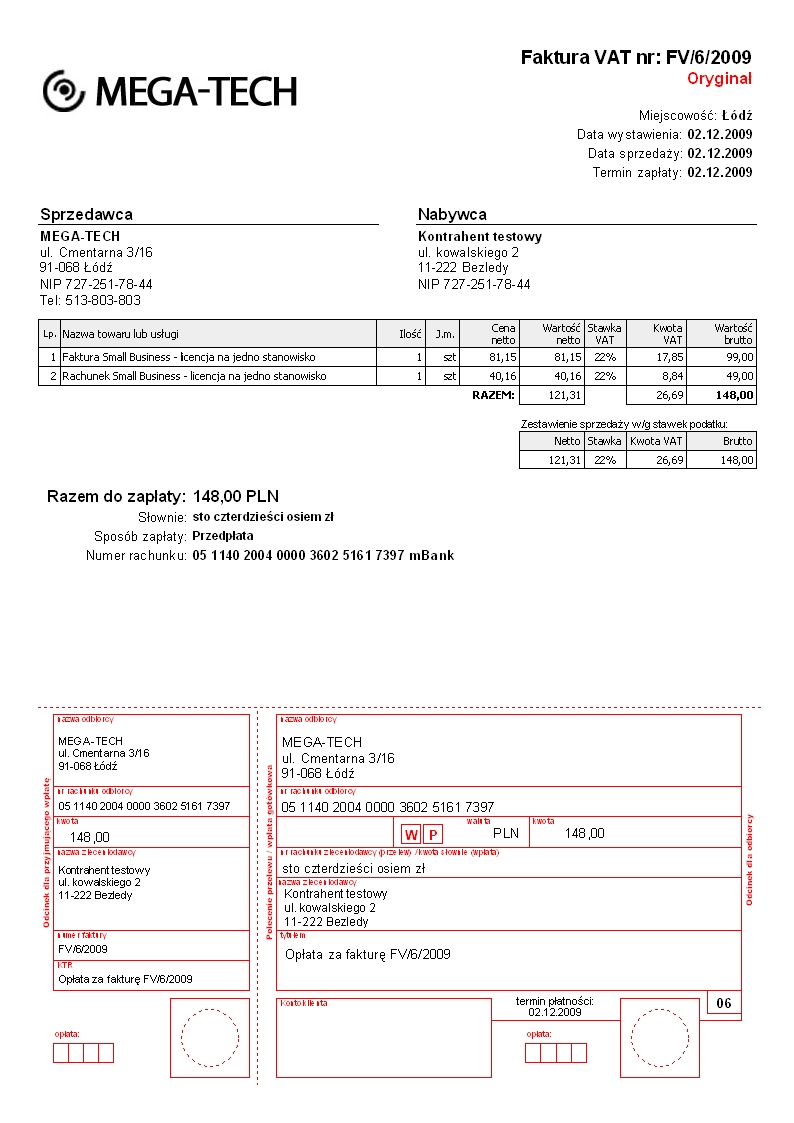 MEGA-TECH
Faktura VAT nr: FV/6/2009
Oryginał
Miejscowość: Łódź
Data wystawienia: 02.12.2009
Data sprzedaży: 02.12.2009
Termin zapłaty: 02.12.2009
Sprzedawca
MEGA-TECH
ul. Cmentarna 3/16
91-068 Łódź
NIP 727-251-78-44
Tel: 513-803-803
Nabywca
Kontrahent testowy
ul. kowalskiego 2
11-222 Bezledy
NIP 727-251-78-44
Lp. Nazwa towaru lub usługi Ilość J.m. Cena netto Wartość netto Stawka VAT Kwota VAT Wartość brutto
1 Faktura Small Business - licencja na jedno stanowisko 1 szt 81,15 81,15 22% 17,85 99,00
2 Rachunek Small Business - licencja na jedno stanowisko 1 szt 40,16 40,16 22% 8,84 49,00
RAZEM: 121,31 26,69 148,00
Zestawienie sprzedaży w/g stawek podatku:
Netto Stawka Kwota VAT Brutto
121,31 22% 26,69 148,00
Razem do zapłaty: 148,00 PLN
Słownie: sto czterdzieści osiem zł
Sposób zapłaty: Przedpłata
Numer rachunku: 05 1140 2004 0000 3602 5161 7397 mBank
Odcinek dla przyjmującego wpłatę
nazwa odbiorcy
MEGA-TECH
ul. Cmentarna 3/16
91-068 Łódź
nr rachunku odbiorcy
05 1140 2004 0000 3602 5161 7397
kwota
148,00
nazwa zleceniodawcy
Kontrahent testowy
ul. kowalskiego 2
11-222 Bezledy
numer faktury
FV/6/2009
KTR
Opłata za fakturę FV/6/2009
opłata:
Polecenie przelewu / wpłata gotówkowa
nazwa odbiorcy
MEGA-TECH
ul. Cmentarna 3/16
91-068 Łódź
nr rachunku odbiorcy
05 1140 2004 0000 3602 5161 7397
W P
waluta
PLN
kwota
148,00
nr rachunku zleceniodawcy (przelew) / kwota słownie (wpłata)
sto czterdzieści osiem zł
nazwa zleceniodawcy
Kontrahent testowy
ul. kowalskiego 2
11-222 Bezledy
tytułem
Opłata za fakturę FV/6/2009
Konto klienta
termin płatności:
02.12.2009
06
opłata:
Odcinek dla odbiorcy